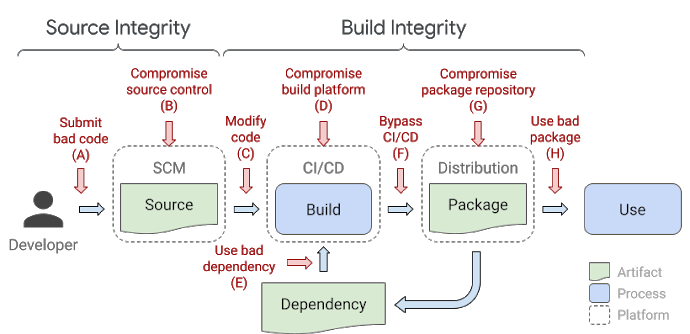 Source Integrity
Build Integrity
Compromise
source control
(B)
Compromise
build platform
(D)
Compromise
package repository
(G)
Submit
bad code
(A)
Modify
code
(C)
Bypass
CI/CD
(F)
Use bad
package
(H)
SCM
CI/CD
Distribution
Source
Build
Package
Use
Developer
Use bad
dependency
(E)
Dependency
Artifact
Process
Platform